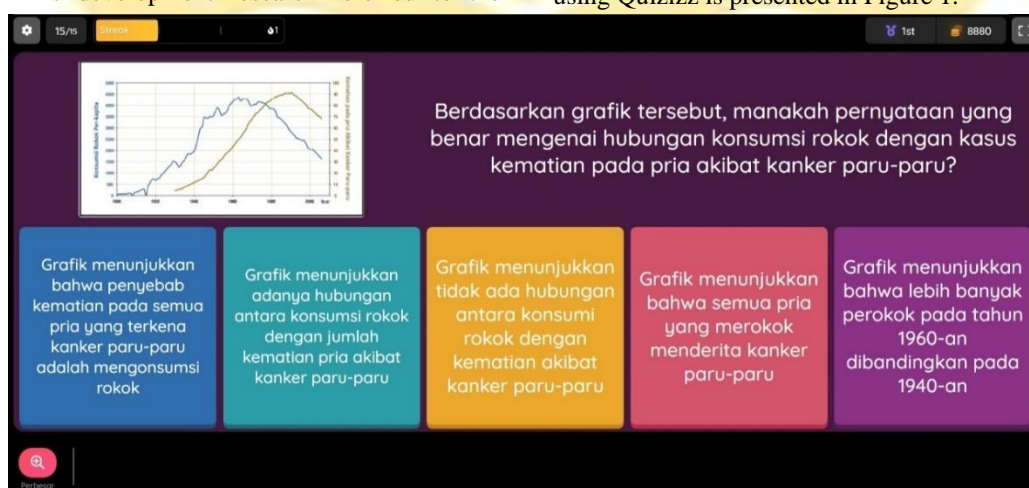 using Quizizz is presented in Figure 1.
15/15
Streak
1
1st
8880
Konsumsi Rokok Per-kapita
Berdasarkan grafik tersebut, manakah pernyataan yang
benar mengenai hubungan konsumsi rokok dengan kasus
kematian pada pria akibat kanker paru-paru?
Grafik menunjukkan
bahwa penyebab
kematian pada semua
pria yang terkena
kanker paru-paru
adalah mengonsumsi
rokok
Grafik menunjukkan
adanya hubungan
antara konsumsi rokok
dengan jumlah
kematian pria akibat
kanker paru-paru
Grafik menunjukkan
tidak ada hubungan
antara konsumi
rokok dengan
kematian akibat
kanker paru-paru
Grafik menunjukkan
bahwa semua pria
yang merokok
menderita kanker
paru-paru
Grafik menunjukkan
bahwa lebih banyak
perokok pada tahun
1960-an
dibandingkan pada
1940-an
Perbesar